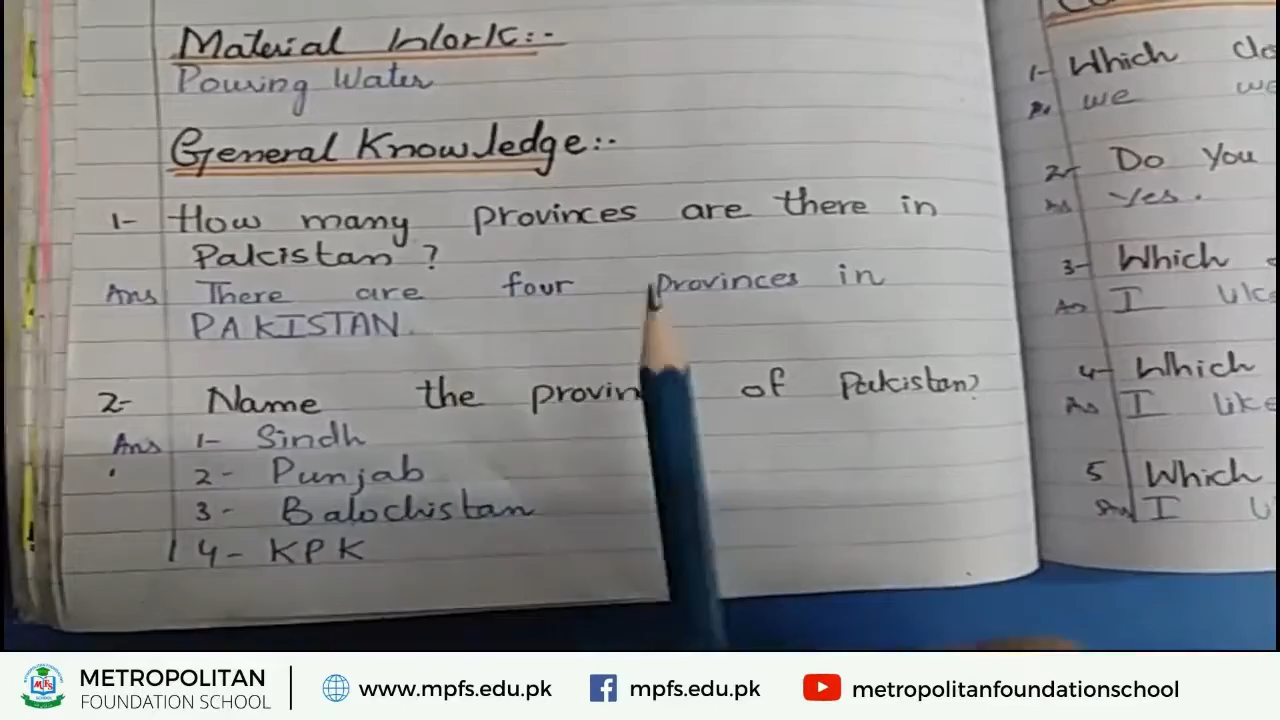 Material Work:-
Pouring Water
General Knowledge:-
1- How many provinces are there in
Pakistan ?
Ans There are four provinces in
PAKISTAN.
2- Name the provin of Pakistan?
Ans 1- Sindh
2- Punjab
3- Balochistan
4- KPK
1- Which
we
2- Do you
Yes.
3- Which
I
4- Which
I like
5 Which
I
METROPOLITAN
FOUNDATION SCHOOL
www.mpfs.edu.pk
mpfs.edu.pk
metropolitanfoundationschool